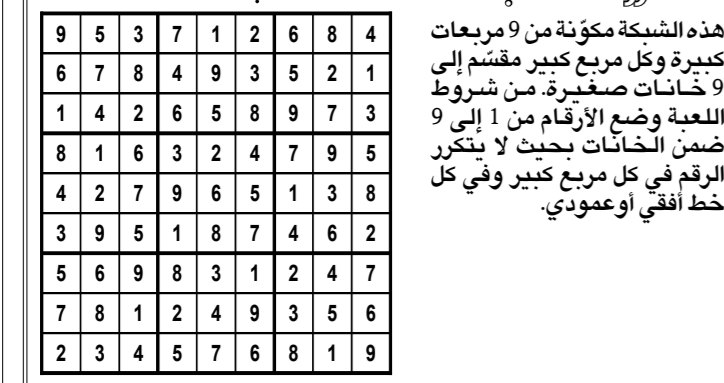 9 5 3 7 1 2 6 8 4
6 7 8 4 9 3 5 2 1
1 4 2 6 5 8 9 7 3
8 1 6 3 2 4 7 9 5
4 2 7 9 6 5 1 3 8
3 9 5 1 8 7 4 6 2
5 6 9 8 3 1 2 4 7
7 8 1 2 4 9 3 5 6
2 3 4 5 7 6 8 1 9
هذه الشبكة مكوّنة من 9 مربعات
كبيرة وكل مربع كبير مقسّم إلى
9 خانات صغيرة. من شروط
اللعبة وضع الأرقام من 1 إلى 9
ضمن الخانات بحيث لا يتكرر
الرقم في كل مربع كبير وفي كل
خط أفقي أوعمودي.